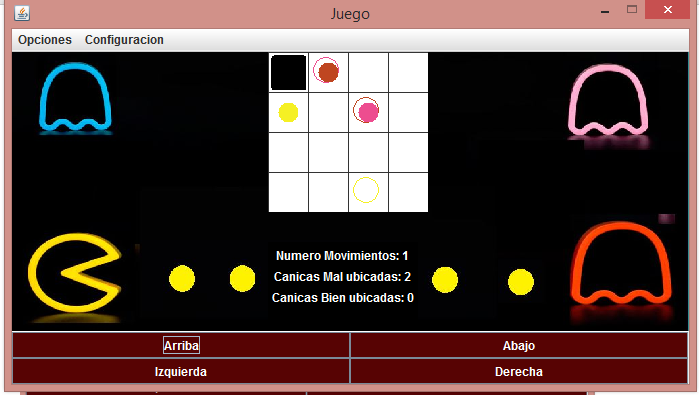 Juego
Opciones Configuracion
Numero Movimientos: 1
Canicas Mal ubicadas: 2
Canicas Bien ubicadas: 0
Arriba Abajo
Izquierda Derecha